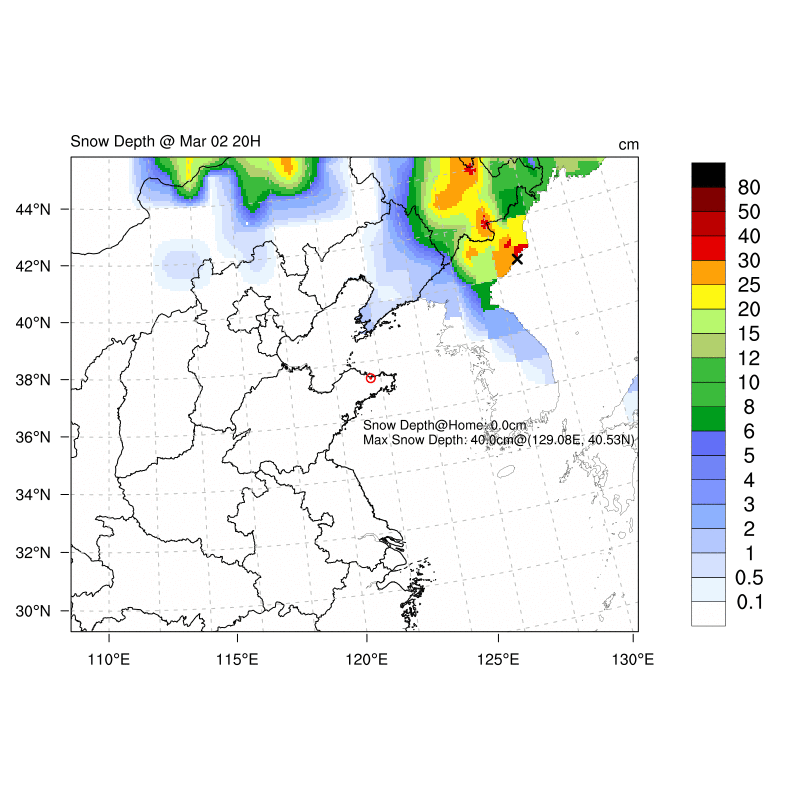 Snow Depth @ Mar 02 20H
cm
44°N
42°N
40°N
38°N
36°N
34°N
32°N
30°N
110°E
115°E
120°E
125°E
130°E
Snow Depth@Home: 0.0cm
Max Snow Depth: 40.0cm@(129.08E, 40.53N)
80
50
40
30
25
20
15
12
10
8
6
5
4
3
2
1
0.5
0.1